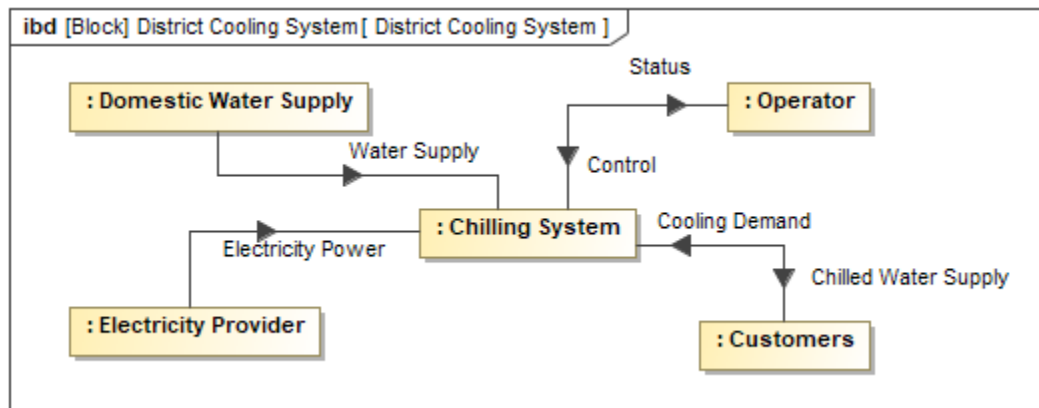 ibd [Block] District Cooling System[ District Cooling System ]
Status
: Domestic Water Supply
: Operator
Water Supply
Control
: Chilling System
Cooling Demand
Electricity Power
Chilled Water Supply
: Electricity Provider
: Customers